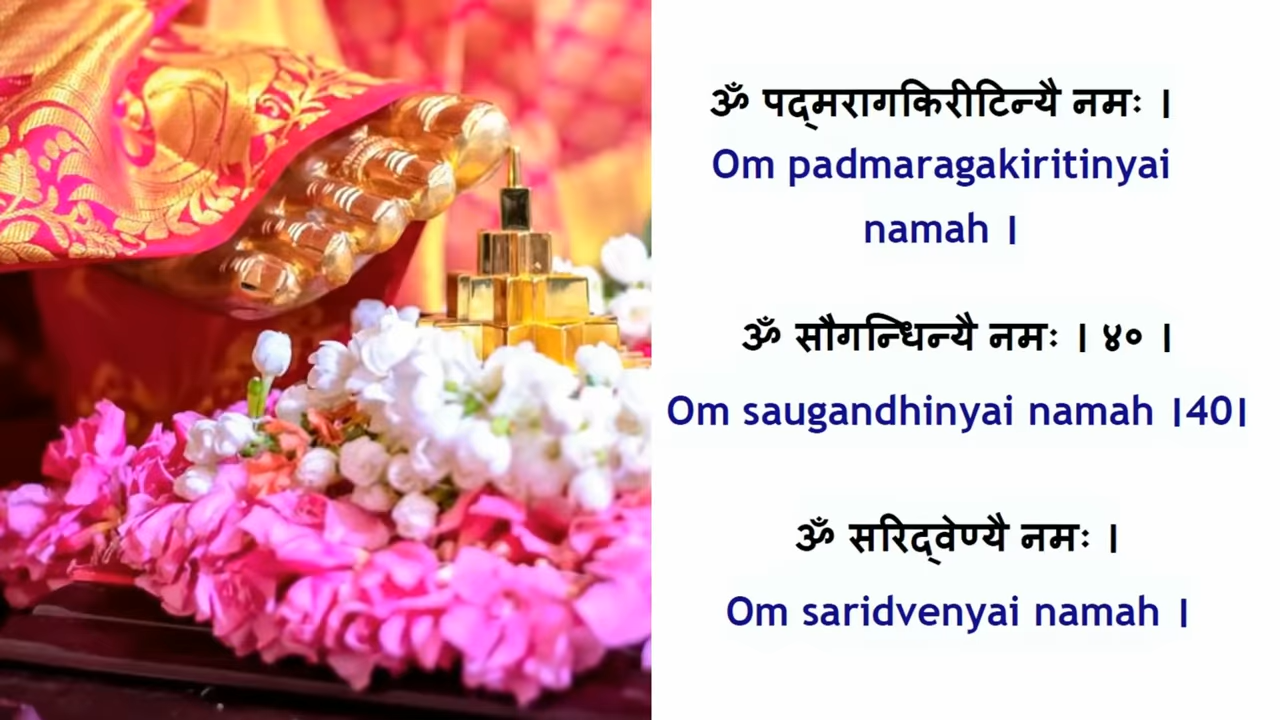 ॐ पद्मरागकिरीटिन्यै नमः ।
Om padmaragakiritinyai
namah ।
ॐ सौगन्धिन्यै नमः । ४० ।
Om saugandhinyai namah ।40।
ॐ सरिद्वेण्यै नमः ।
Om saridvenyai namah ।